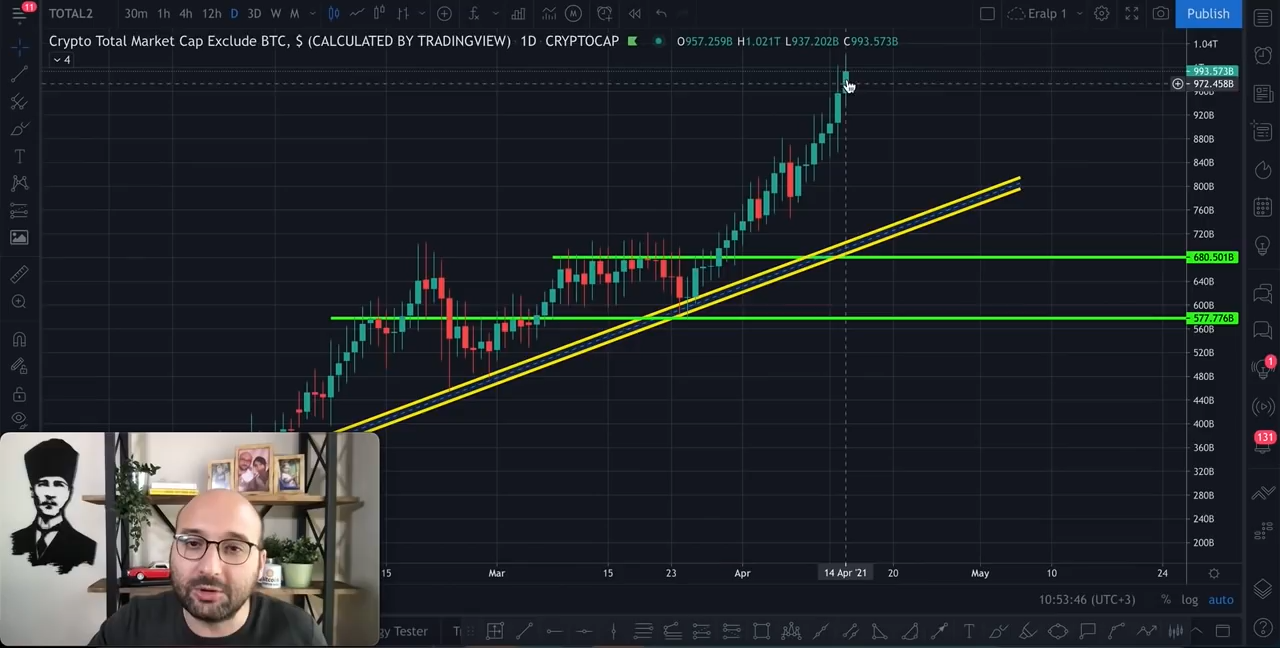 11
TOTAL2 30m 1h 4h 12h D 3D W M Eralp 1 Publish
Crypto Total Market Cap Exclude BTC, $ (CALCULATED BY TRADINGVIEW) 1D CRYPTOCAP O957.259B H1.021T L937.202B C993.573B
4
1.04T
993.573B
972.458B
920B
880B
840B
800B
760B
720B
680.501B
640B
600B
577.776B
560B
520B
480B
440B
400B
360B
320B
280B
240B
200B
1
131
15 Mar 15 23 Apr 14 Apr '21 20 May 10 24
10:53:46 (UTC+3) % log auto
Tester